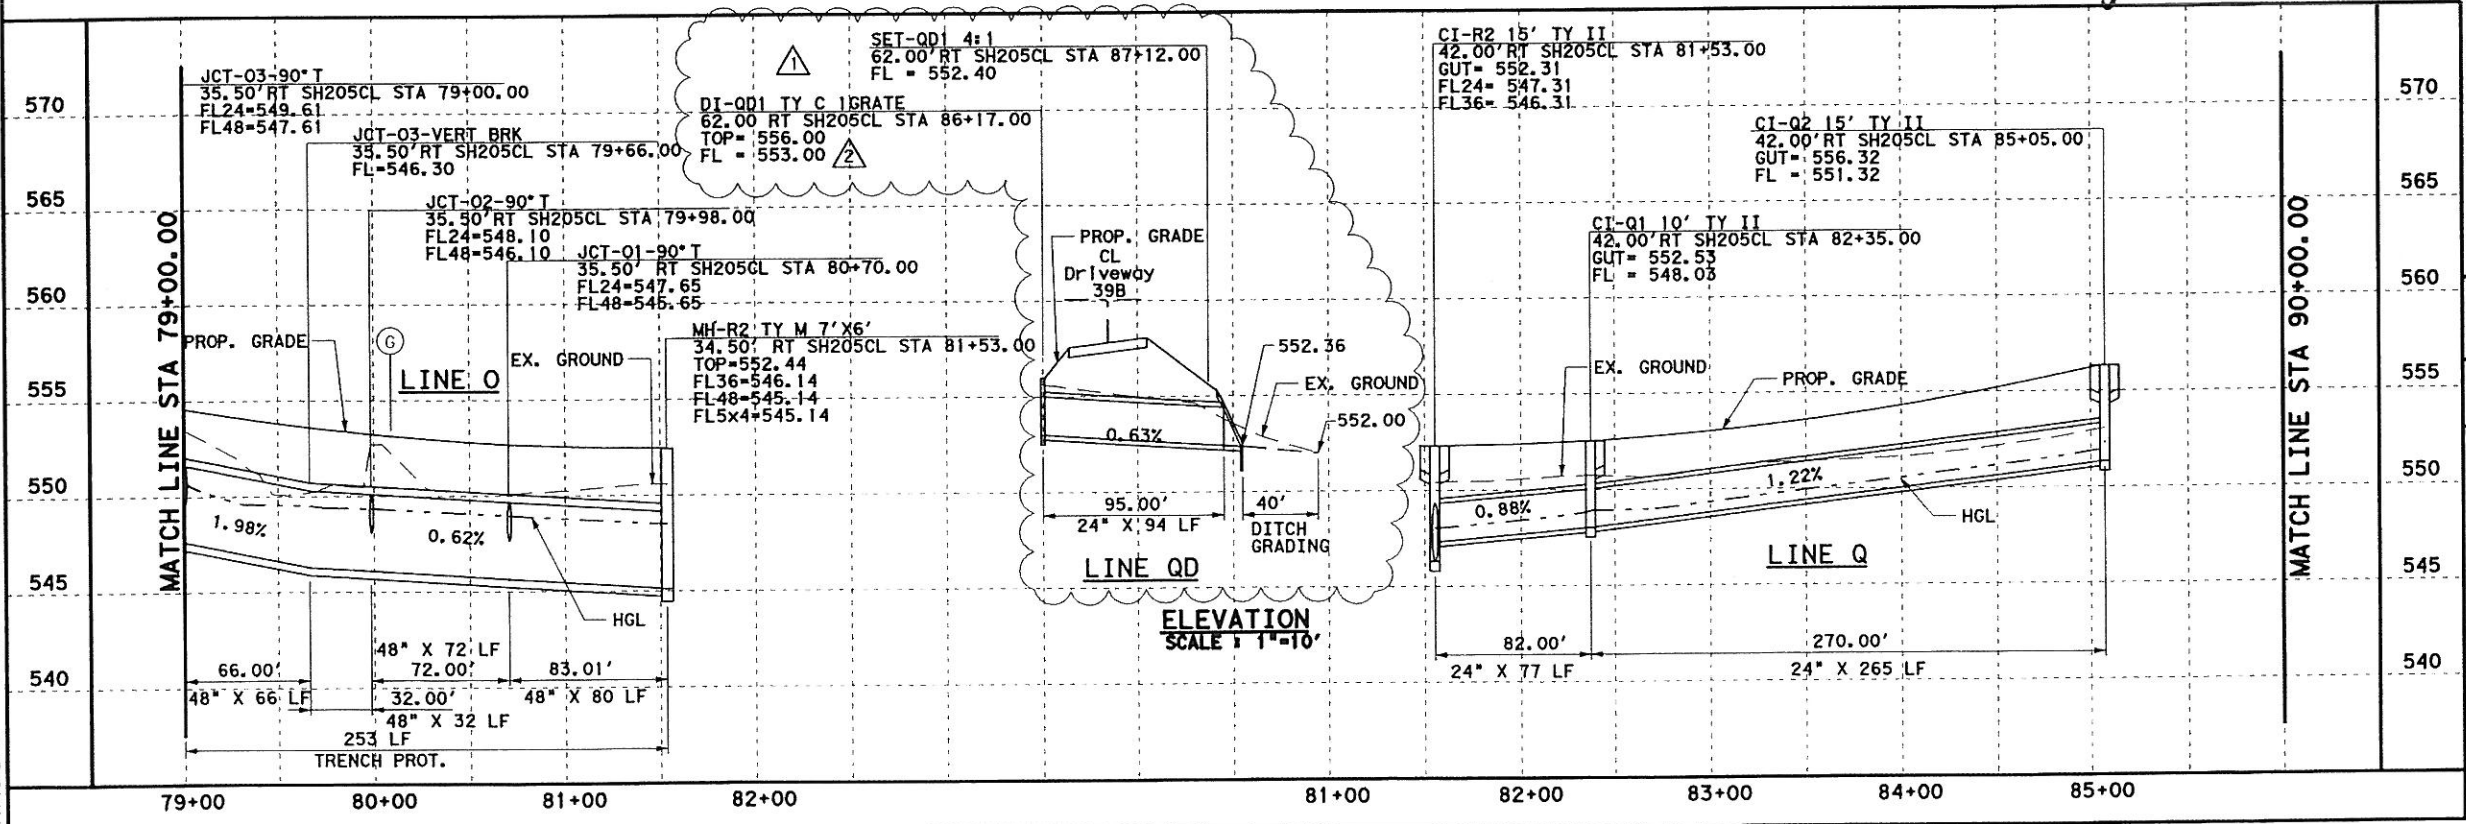 JCT-03-90°T
35.50'RT SH205CL STA 79+00.00
FL24=549.61
FL48=547.61
JCT-03-VERT BRK
35.50'RT SH205CL STA 79+66.00
FL=546.30
JCT-02-90°T
35.50'RT SH205CL STA 79+98.00
FL24=548.10
FL48=546.10
JCT-01-90°T
35.50' RT SH205CL STA 80+70.00
FL24=547.65
FL48=545.65
MH-R2 TY M 7'X6'
34.50' RT SH205CL STA 81+53.00
TOP=552.44
FL36=546.14
FL48=545.14
FL5x4=545.14
1
SET-QD1 4:1
62.00'RT SH205CL STA 87+12.00
FL = 552.40
DI-QD1 TY C 1GRATE
62.00 RT SH205CL STA 86+17.00
TOP= 556.00
FL = 553.00
2
CI-R2 15' TY II
42.00'RT SH205CL STA 81+53.00
GUT= 552.31
FL24= 547.31
FL36= 546.31
CI-Q2 15' TY II
42.00'RT SH205CL STA 85+05.00
GUT= 556.32
FL = 551.32
CI-Q1 10' TY II
42.00'RT SH205CL STA 82+35.00
GUT= 552.53
FL = 548.03
570
565
560
555
550
545
540
MATCH LINE STA 79+00.00
PROP. GRADE
G
LINE O
EX. GROUND
1.98%
0.62%
HGL
66.00'
48" X 66 LF
48" X 72 LF
72.00'
32.00'
48" X 32 LF
83.01'
48" X 80 LF
253 LF
TRENCH PROT.
PROP. GRADE
CL
Driveway
39B
552.36
EX. GROUND
552.00
0.63%
95.00'
24" X 94 LF
40'
DITCH
GRADING
LINE QD
ELEVATION
SCALE : 1"=10'
EX. GROUND
PROP. GRADE
0.88%
1.22%
HGL
LINE Q
82.00'
24" X 77 LF
270.00'
24" X 265 LF
MATCH LINE STA 90+00.00
570
565
560
555
550
545
540
79+00
80+00
81+00
82+00
81+00
82+00
83+00
84+00
85+00